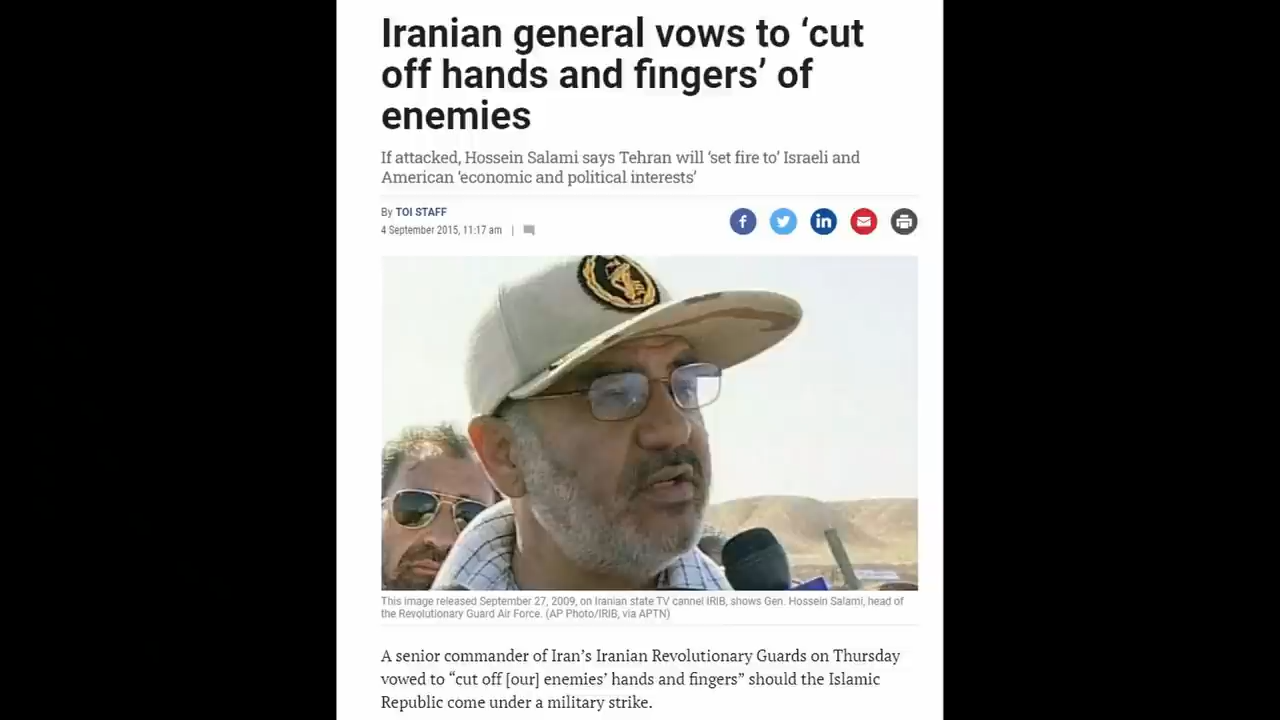 Iranian general vows to ‘cut
off hands and fingers’ of
enemies
If attacked, Hossein Salami says Tehran will ‘set fire to’ Israeli and
American ‘economic and political interests’
By TOI STAFF
4 September 2015, 11:17 am |
This image released September 27, 2009, on Iranian state TV cannel IRIB, shows Gen. Hossein Salami, head of
the Revolutionary Guard Air Force. (AP Photo/IRIB, via APTN)
A senior commander of Iran’s Iranian Revolutionary Guards on Thursday
vowed to “cut off [our] enemies’ hands and fingers” should the Islamic
Republic come under a military strike.